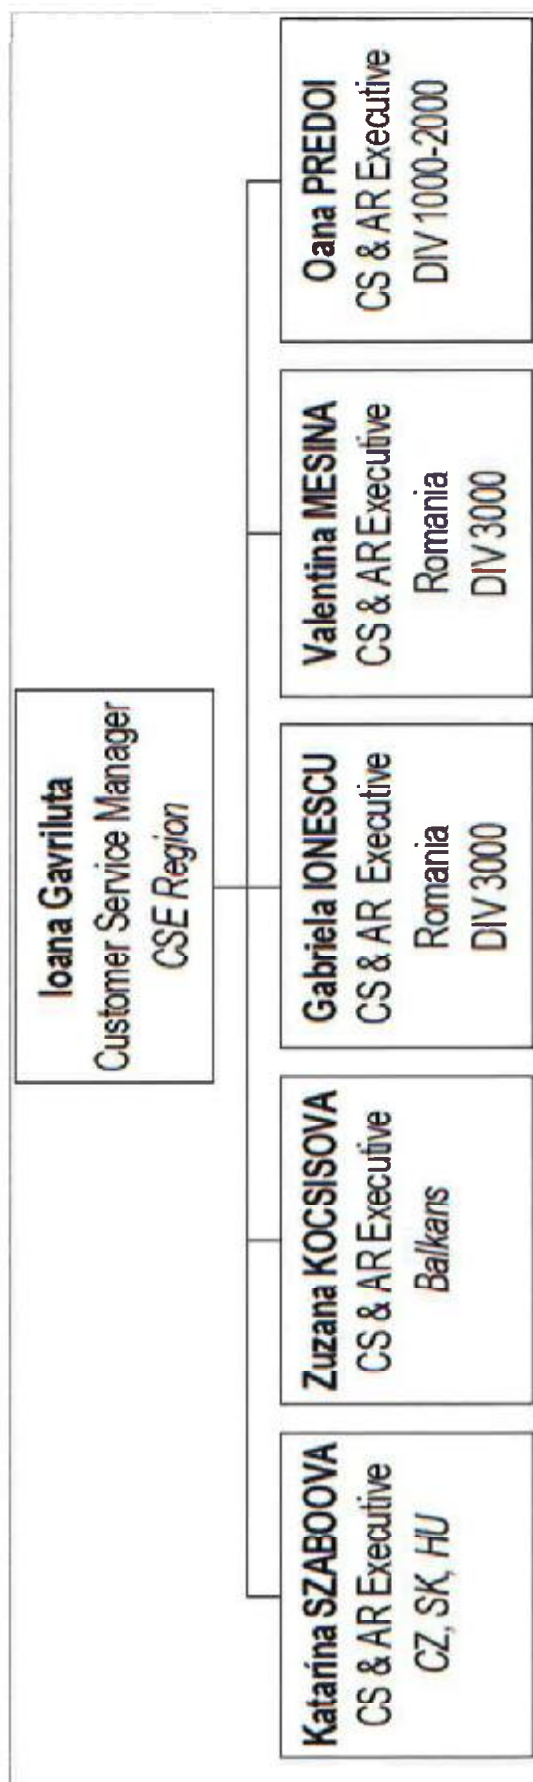 Ioana Gavriluta
Customer Service Manager
CSE Region
Katarína SZABOOVA
CS & AR Executive
CZ, SK, HU
Zuzana KOCSISOVA
CS & AR Executive
Balkans
Gabriela IONESCU
CS & AR Executive
Romania
DIV 3000
Valentina MESINA
CS & AR Executive
Romania
DIV 3000
Oana PREDOI
CS & AR Executive
DIV 1000-2000